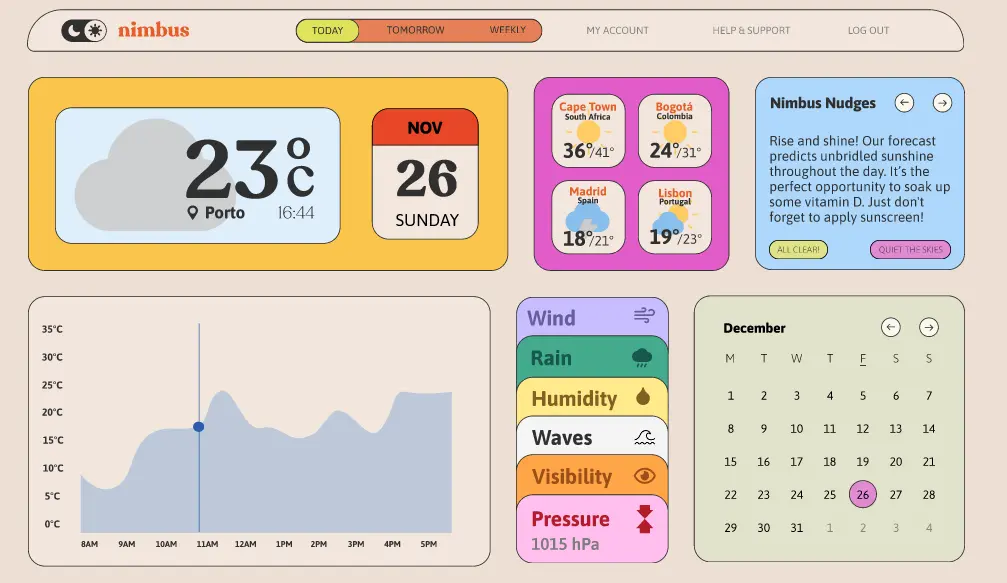 nimbus
TODAY TOMORROW WEEKLY
MY ACCOUNT HELP & SUPPORT LOG OUT
23°C
Porto 16:44
NOV
26
SUNDAY
Cape Town
South Africa
36°/41°
Bogotá
Colombia
24°/31°
Madrid
Spain
18°/21°
Lisbon
Portugal
19°/23°
Nimbus Nudges
Rise and shine! Our forecast
predicts unbridled sunshine
throughout the day. It's the
perfect opportunity to soak up
some vitamin D. Just don't
forget to apply sunscreen!
ALL CLEAR! QUIET THE SKIES
35°C
30°C
25°C
20°C
15°C
10°C
5°C
0°C
8AM 9AM 10AM 11AM 12AM 1PM 2PM 3PM 4PM 5PM
Wind
Rain
Humidity
Waves
Visibility
Pressure
1015 hPa
December
M T W T F S S
1 2 3 4 5 6 7
8 9 10 11 12 13 14
15 16 17 18 19 20 21
22 23 24 25 26 27 28
29 30 31 1 2 3 4